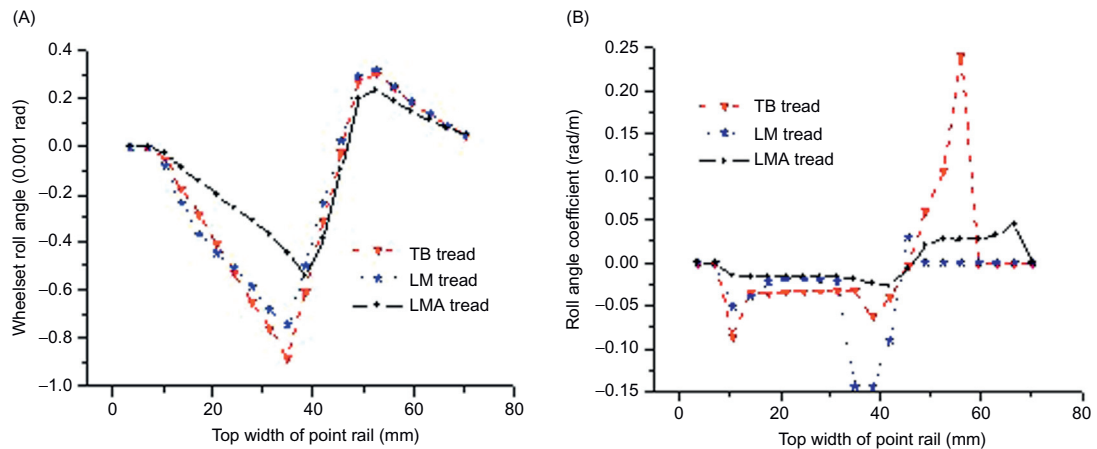 (A)
Wheelset roll angle (0.001 rad)
0.4
0.2
0.0
–0.2
–0.4
–0.6
–0.8
–1.0
TB tread
LM tread
LMA tread
0 20 40 60 80
Top width of point rail (mm)
(B)
Roll angle coefficient (rad/m)
0.25
0.20
0.15
0.10
0.05
0.00
–0.05
–0.10
–0.15
TB tread
LM tread
LMA tread
0 20 40 60 80
Top width of point rail (mm)